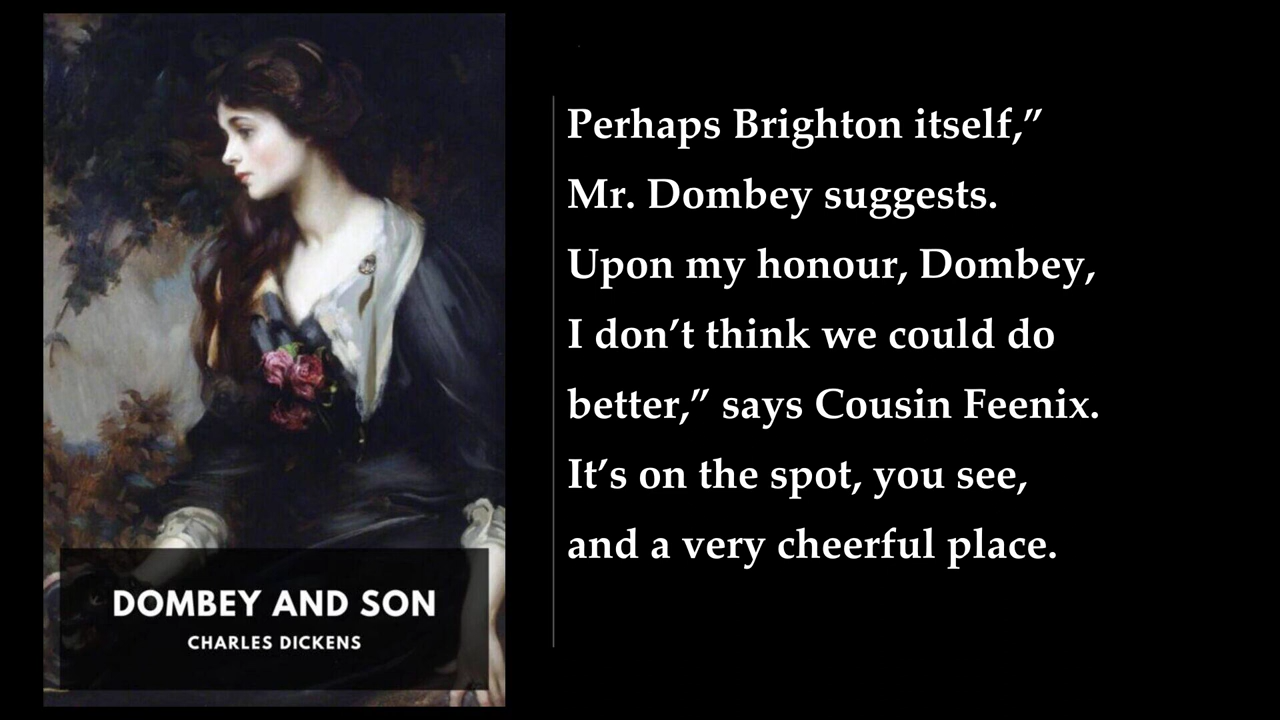 DOMBEY AND SON
CHARLES DICKENS
Perhaps Brighton itself,”
Mr. Dombey suggests.
Upon my honour, Dombey,
I don’t think we could do
better,” says Cousin Feenix.
It’s on the spot, you see,
and a very cheerful place.